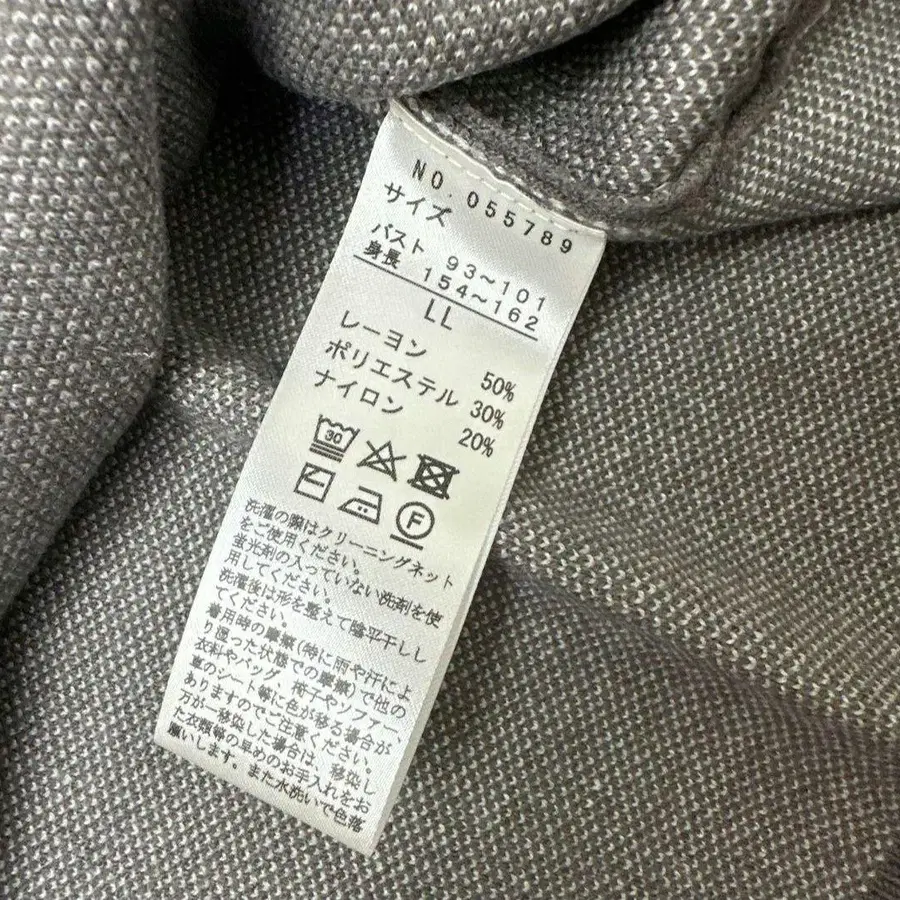 NO. 055789
サイズ
バスト 93～101
身長 154～162
LL
レーヨン 50%
ポリエステル 30%
ナイロン 20%
30
F
洗濯の際はクリーニングネット
をご使用ください。
蛍光剤の入っていない洗剤を使
用してください。
洗濯後は形を整えて陰平干しし
てください。
着用時の摩擦(特に雨や汗によ
り湿った状態での摩擦)で他の
衣料やバッグ、椅子やソファー、
車のシート等に色が移る場合が
ありますのでご注意ください。
万が一移染した場合は、移染し
た衣類等の早めのお手入れをお
願いします。また水洗いで色落